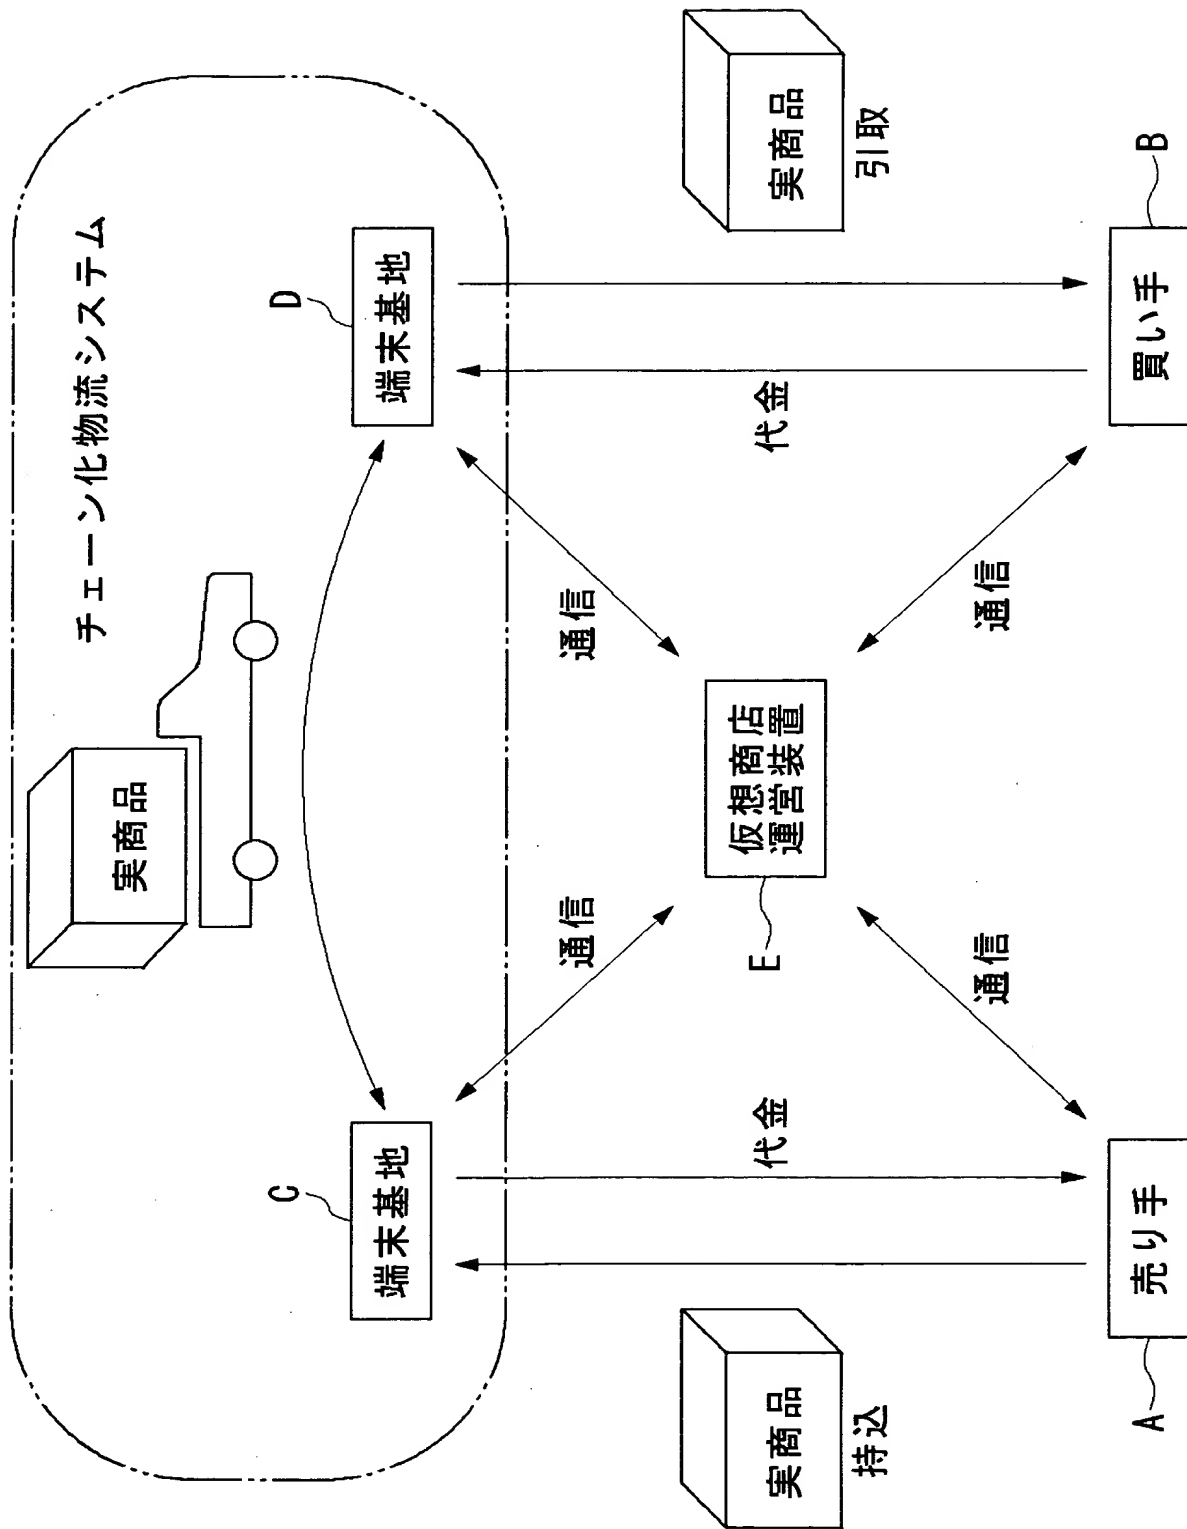 チェーン化物流システム
実商品
C
端末基地
D
端末基地
通信
通信
実商品
持込
代金
E
仮想商店
運営装置
代金
実商品
引取
通信
通信
A
売り手
買い手
B